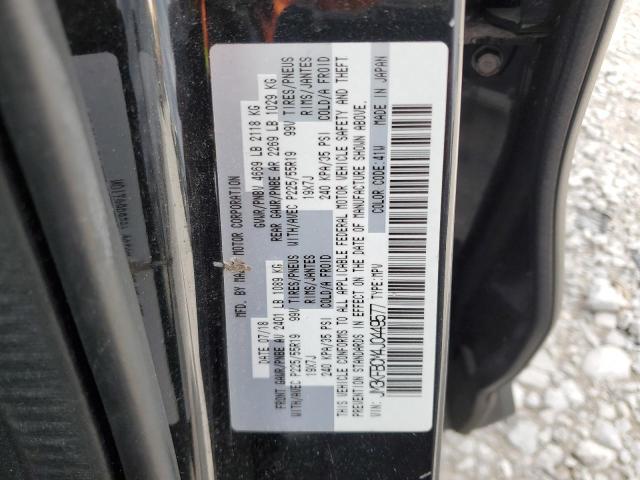 MFD. BY MAZDA MOTOR CORPORATION
DATE: 07/18 GVWR/PNBV 4669 LB 2118 KG
FRONT GAWR/PNBE AV 2401 LB 1089 KG REAR GAWR/PNBE AR 2269 LB 1029 KG
WITH/AVEC P225/55R19 99V TIRES/PNEUS WITH/AVEC P225/55R19 99V TIRES/PNEUS
19X7J RIMS/JANTES 19X7J RIMS/JANTES
240 KPA/35 PSI COLD/A FROID 240 KPA/35 PSI COLD/A FROID
THIS VEHICLE CONFORMS TO ALL APPLICABLE FEDERAL MOTOR VEHICLE SAFETY AND THEFT
PREVENTION STANDARDS IN EFFECT ON THE DATE OF MANUFACTURE SHOWN ABOVE.
VIN: JM3KFBCM4J0449577 TYPE:MPV COLOR CODE:41W MADE IN JAPAN